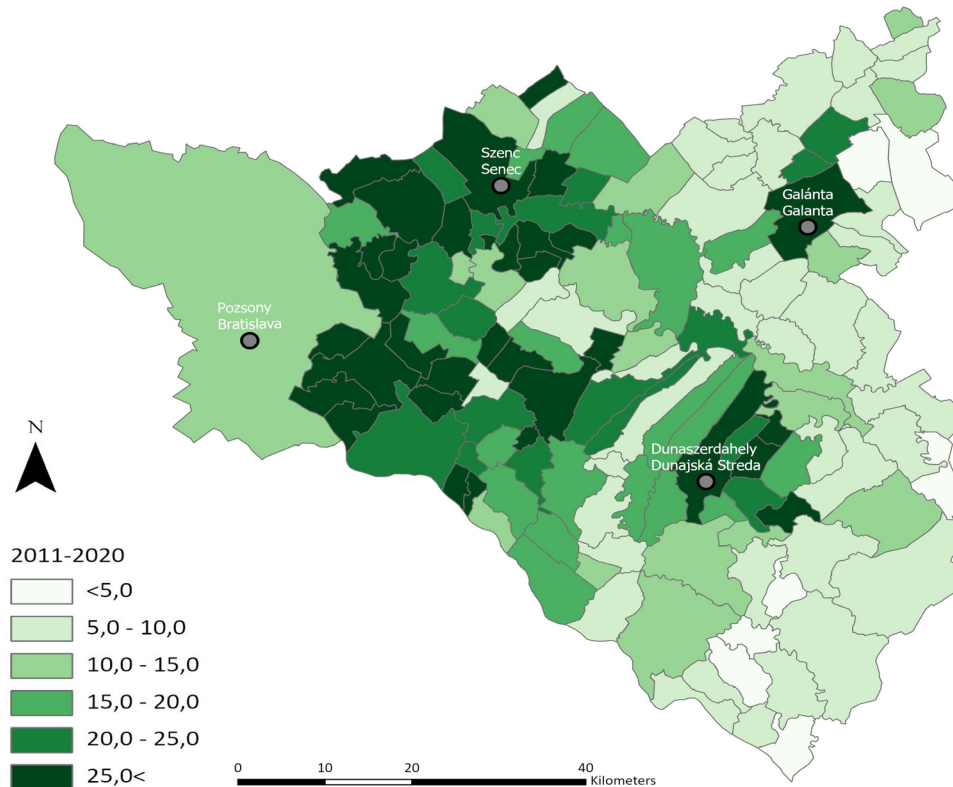 Szenc
Senec
Galánta
Galanta
Pozsony
Bratislava
N
Dunaszerdahely
Dunajská Streda
2011-2020
<5,0
5,0 - 10,0
10,0 - 15,0
15,0 - 20,0
20,0 - 25,0
25,0<
0 10 20 40
Kilometers